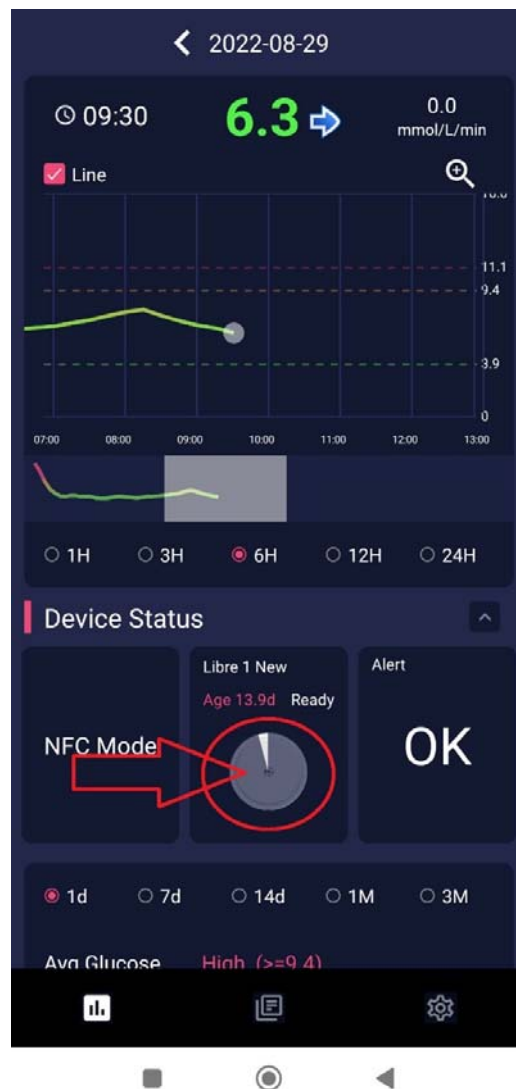 2022-08-29
09:30
6.3
0.0
mmol/L/min
Line
11.1
9.4
3.9
0
07:00 08:00 09:00 10:00 11:00 12:00 13:00
1H 3H 6H 12H 24H
Device Status
NFC Mode
Libre 1 New
Age 13.9d Ready
Alert
OK
1d 7d 14d 1M 3M
Avg Glucose High (>=9.4)